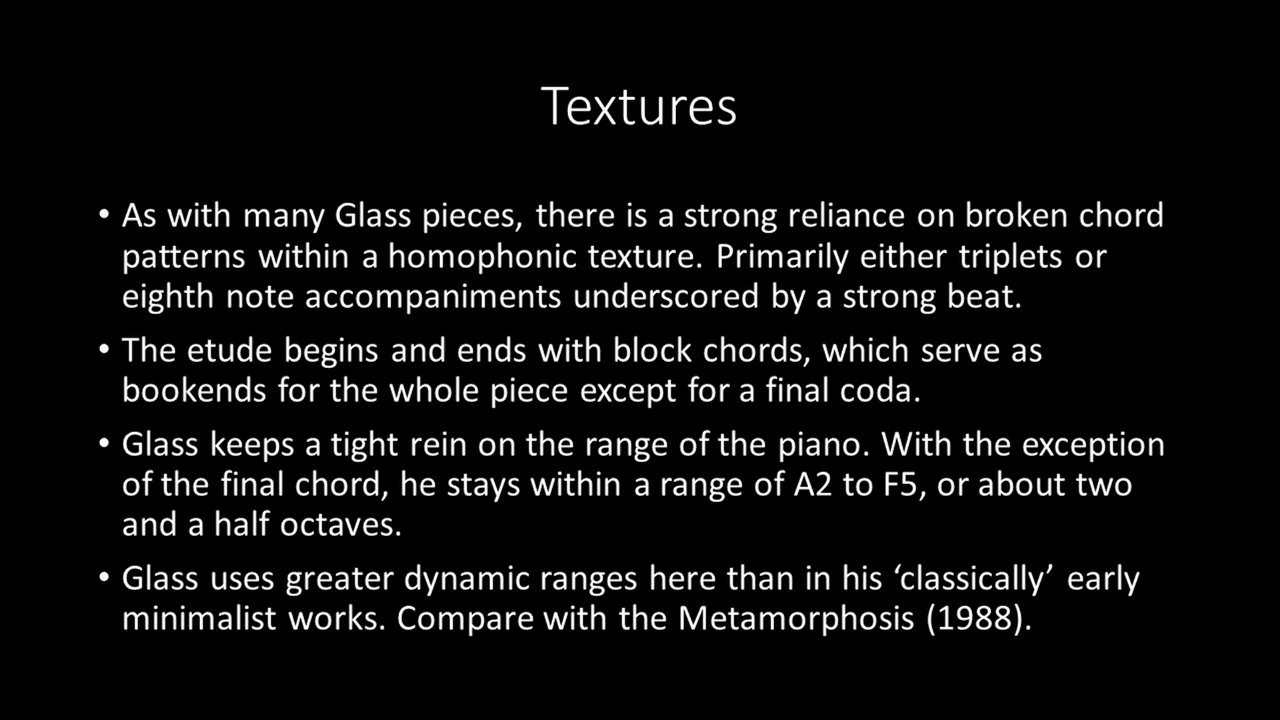 Textures
• As with many Glass pieces, there is a strong reliance on broken chord
patterns within a homophonic texture. Primarily either triplets or
eighth note accompaniments underscored by a strong beat.
• The etude begins and ends with block chords, which serve as
bookends for the whole piece except for a final coda.
• Glass keeps a tight rein on the range of the piano. With the exception
of the final chord, he stays within a range of A2 to F5, or about two
and a half octaves.
• Glass uses greater dynamic ranges here than in his ‘classically’ early
minimalist works. Compare with the Metamorphosis (1988).